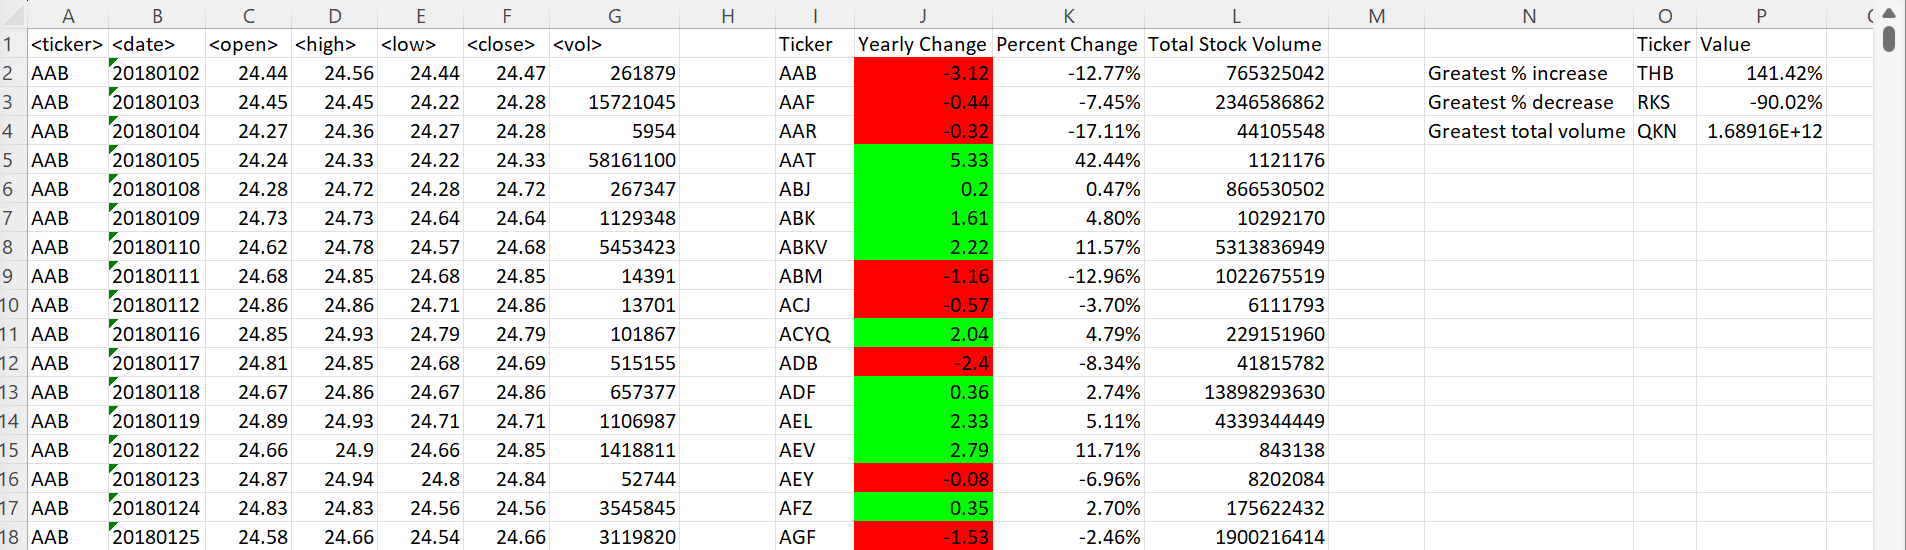 A B C D E F G H I J K L M N O P
1 <ticker> <date> <open> <high> <low> <close> <vol> Ticker Yearly Change Percent Change Total Stock Volume Ticker Value
2 AAB 20180102 24.44 24.56 24.44 24.47 261879 AAB -3.12 -12.77% 765325042 Greatest % increase THB 141.42%
3 AAB 20180103 24.45 24.45 24.22 24.28 15721045 AAF -0.44 -7.45% 2346586862 Greatest % decrease RKS -90.02%
4 AAB 20180104 24.27 24.36 24.27 24.28 5954 AAR -0.32 -17.11% 44105548 Greatest total volume QKN 1.68916E+12
5 AAB 20180105 24.24 24.33 24.22 24.33 58161100 AAT 5.33 42.44% 1121176
6 AAB 20180108 24.28 24.72 24.28 24.72 267347 ABJ 0.2 0.47% 866530502
7 AAB 20180109 24.73 24.73 24.64 24.64 1129348 ABK 1.61 4.80% 10292170
8 AAB 20180110 24.62 24.78 24.57 24.68 5453423 ABKV 2.22 11.57% 5313836949
9 AAB 20180111 24.68 24.85 24.68 24.85 14391 ABM -1.16 -12.96% 1022675519
10 AAB 20180112 24.86 24.86 24.71 24.86 13701 ACJ -0.57 -3.70% 6111793
11 AAB 20180116 24.85 24.93 24.79 24.79 101867 ACYQ 2.04 4.79% 229151960
12 AAB 20180117 24.81 24.85 24.68 24.69 515155 ADB -2.4 -8.34% 41815782
13 AAB 20180118 24.67 24.86 24.67 24.86 657377 ADF 0.36 2.74% 13898293630
14 AAB 20180119 24.89 24.93 24.71 24.71 1106987 AEL 2.33 5.11% 4339344449
15 AAB 20180122 24.66 24.9 24.66 24.85 1418811 AEV 2.79 11.71% 843138
16 AAB 20180123 24.87 24.94 24.8 24.84 52744 AEY -0.08 -6.96% 8202084
17 AAB 20180124 24.83 24.83 24.56 24.56 3545845 AFZ 0.35 2.70% 175622432
18 AAB 20180125 24.58 24.66 24.54 24.66 3119820 AGF -1.53 -2.46% 1900216414